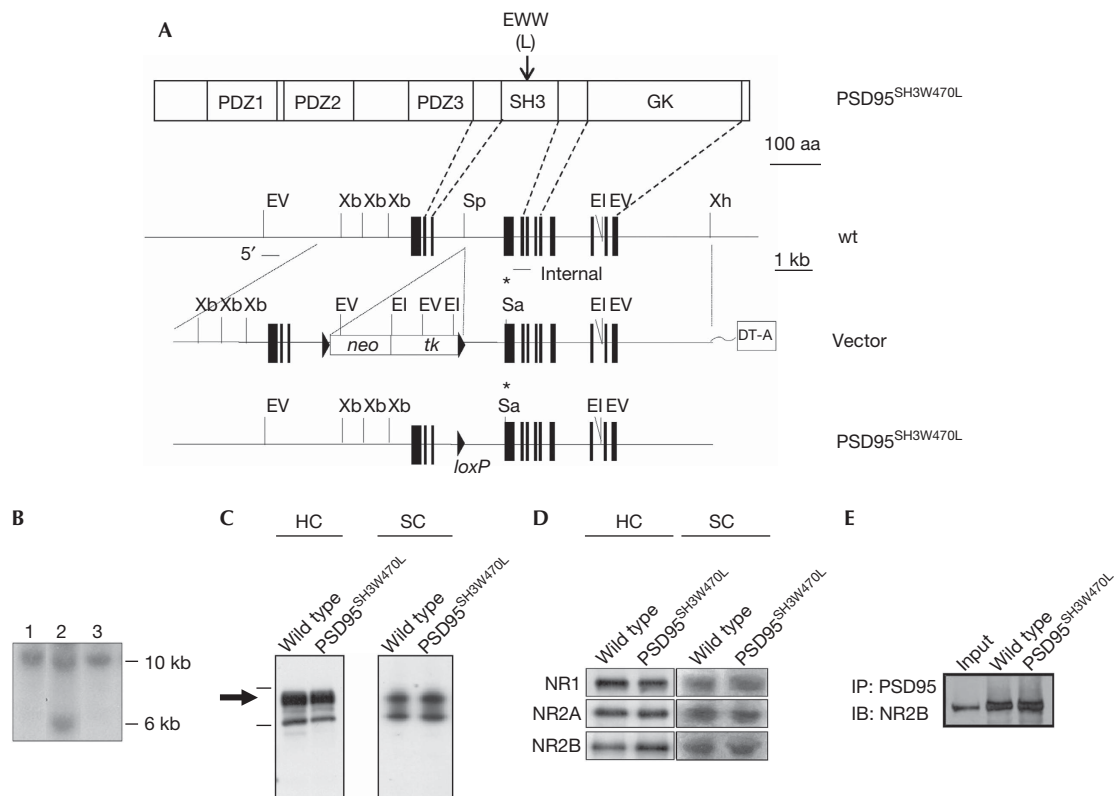 A
EWW
(L)
PDZ1 PDZ2 PDZ3 SH3 GK PSD95SH3W470L
100 aa
EV Xb Xb Xb Sp EI EV Xh
wt
5′ Internal 1 kb
*
Xb Xb Xb EV EI EV EI Sa EI EV
neo tk DT-A Vector
*
EV Xb Xb Xb Sa EI EV
PSD95SH3W470L
loxP
B
1 2 3
10 kb
6 kb
C
HC SC
Wild type PSD95SH3W470L Wild type PSD95SH3W470L
D
HC SC
Wild type PSD95SH3W470L Wild type PSD95SH3W470L
NR1
NR2A
NR2B
E
Input Wild type PSD95SH3W470L
IP: PSD95
IB: NR2B